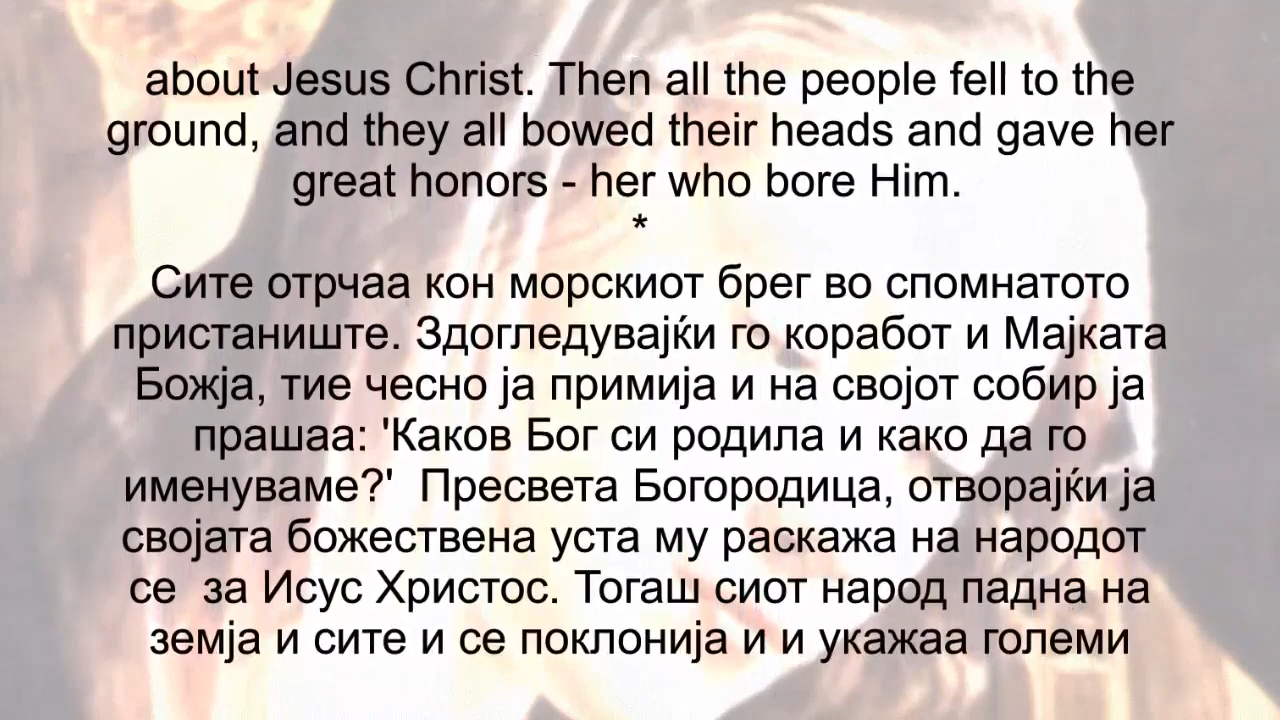 about Jesus Christ. Then all the people fell to the
ground, and they all bowed their heads and gave her
great honors - her who bore Him.
*
Сите отрчаа кон морскиот брег во спомнатото
пристаниште. Здогледувајќи го коработ и Мајката
Божја, тие чесно ја примија и на својот собир ја
прашаа: 'Каков Бог си родила и како да го
именуваме?'  Пресвета Богородица, отворајќи ја
својата божествена уста му раскажа на народот
се  за Исус Христос. Тогаш сиот народ падна на
земја и сите и се поклонија и и укажаа големи